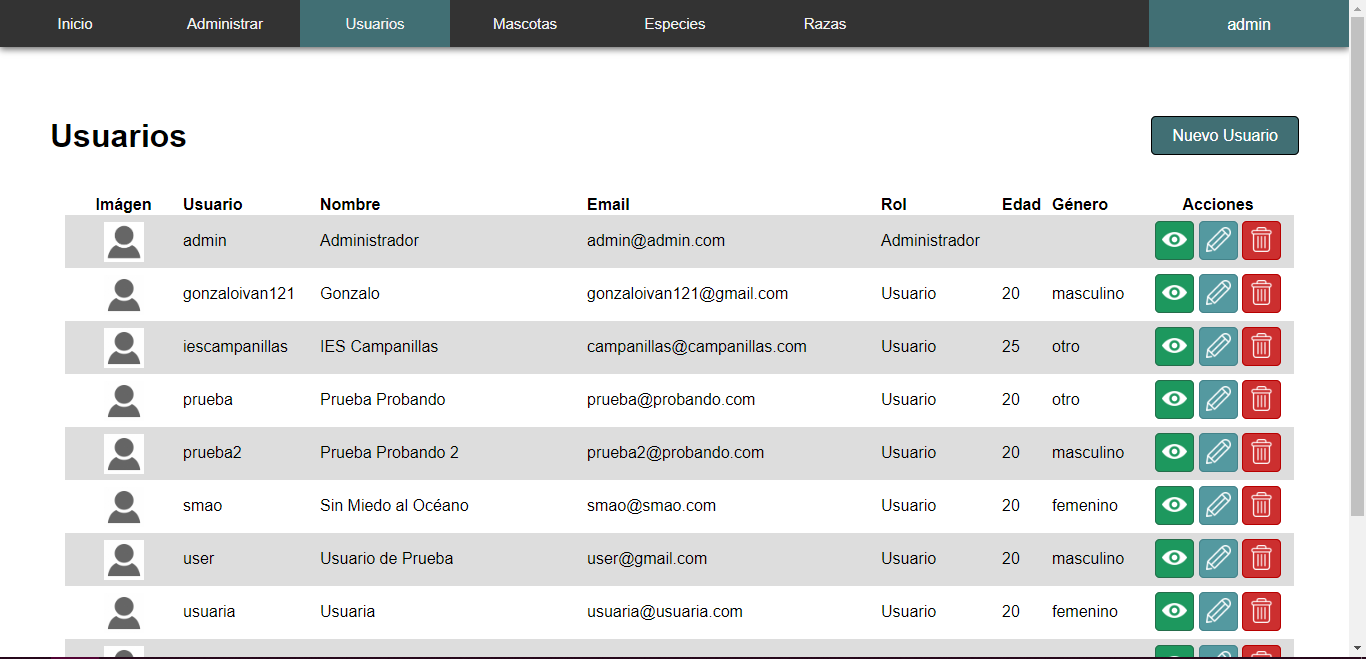 Inicio Administrar Usuarios Mascotas Especies Razas admin
Usuarios Nuevo Usuario
Imágen Usuario Nombre Email Rol Edad Género Acciones
admin Administrador admin@admin.com Administrador
gonzaloivan121 Gonzalo gonzaloivan121@gmail.com Usuario 20 masculino
iescampanillas IES Campanillas campanillas@campanillas.com Usuario 25 otro
prueba Prueba Probando prueba@probando.com Usuario 20 otro
prueba2 Prueba Probando 2 prueba2@probando.com Usuario 20 masculino
smao Sin Miedo al Océano smao@smao.com Usuario 20 femenino
user Usuario de Prueba user@gmail.com Usuario 20 masculino
usuaria Usuaria usuaria@usuaria.com Usuario 20 femenino